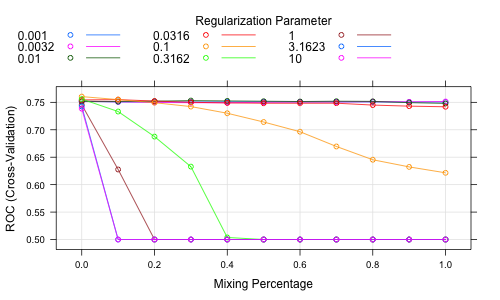 Regularization Parameter
0.001 0.0316 1
0.0032 0.1 3.1623
0.01 0.3162 10
ROC (Cross-Validation)
0.75
0.70
0.65
0.60
0.55
0.50
0.0 0.2 0.4 0.6 0.8 1.0
Mixing Percentage